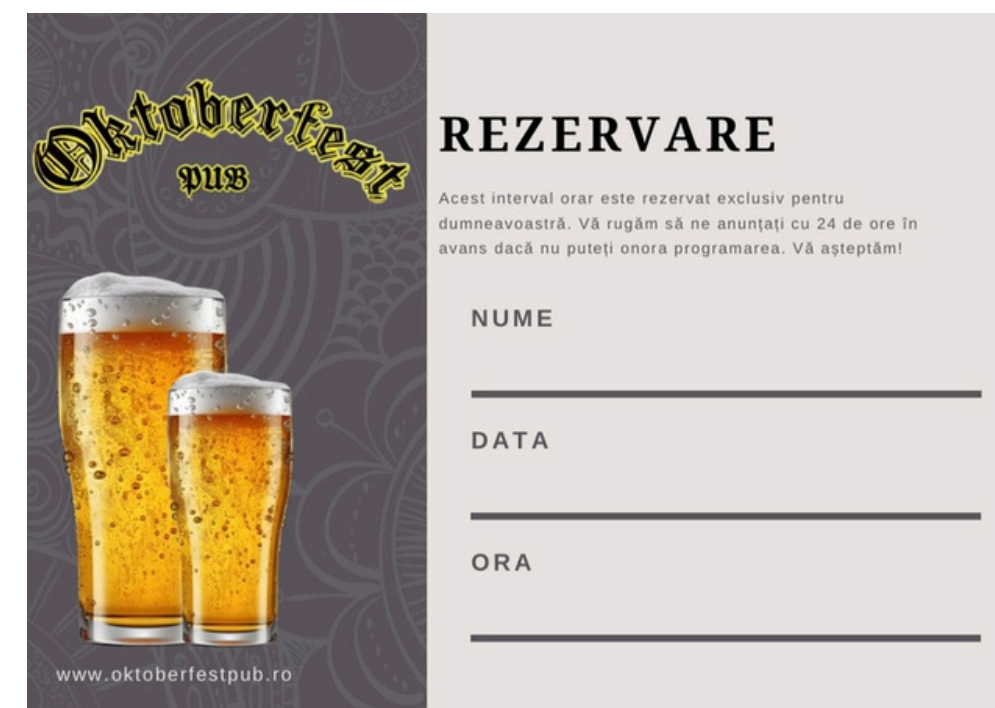 Oktoberfest
PUB
www.oktoberfestpub.ro
REZERVARE
Acest interval orar este rezervat exclusiv pentru
dumneavoastră. Vă rugăm să ne anunțați cu 24 de ore în
avans dacă nu puteți onora programarea. Vă așteptăm!
NUME
DATA
ORA